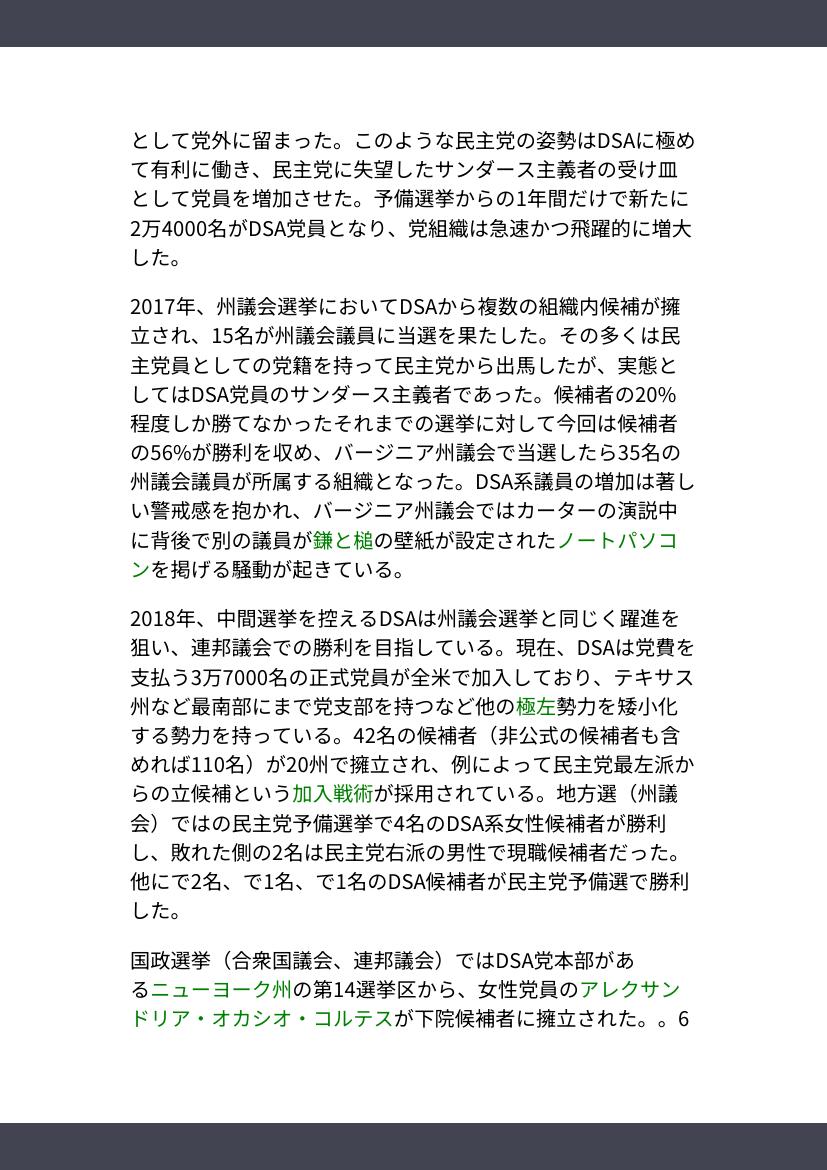 として党外に留まった。このような民主党の姿勢はDSAに極め
て有利に働き、民主党に失望したサンダース主義者の受け皿
として党員を増加させた。予備選挙からの1年間だけで新たに
2万4000名がDSA党員となり、党組織は急速かつ飛躍的に増大
した。
2017年、州議会選挙においてDSAから複数の組織内候補が擁
立され、15名が州議会議員に当選を果たした。その多くは民
主党員としての党籍を持って民主党から出馬したが、実態と
してはDSA党員のサンダース主義者であった。候補者の20%
程度しか勝てなかったそれまでの選挙に対して今回は候補者
の56%が勝利を収め、バージニア州議会で当選したら35名の
州議会議員が所属する組織となった。DSA系議員の増加は著し
い警戒感を抱かれ、バージニア州議会ではカーターの演説中
に背後で別の議員が鎌と槌の壁紙が設定されたノートパソコ
ンを掲げる騒動が起きている。
2018年、中間選挙を控えるDSAは州議会選挙と同じく躍進を
狙い、連邦議会での勝利を目指している。現在、DSAは党費を
支払う3万7000名の正式党員が全米で加入しており、テキサス
州など最南部にまで党支部を持つなど他の極左勢力を矮小化
する勢力を持っている。42名の候補者（非公式の候補者も含
めれば110名）が20州で擁立され、例によって民主党最左派か
らの立候補という加入戦術が採用されている。地方選（州議
会）ではの民主党予備選挙で4名のDSA系女性候補者が勝利
し、敗れた側の2名は民主党右派の男性で現職候補者だった。
他にで2名、で1名、で1名のDSA候補者が民主党予備選で勝利
した。
国政選挙（合衆国議会、連邦議会）ではDSA党本部があ
るニューヨーク州の第14選挙区から、女性党員のアレクサン
ドリア・オカシオ・コルテスが下院候補者に擁立された。。6